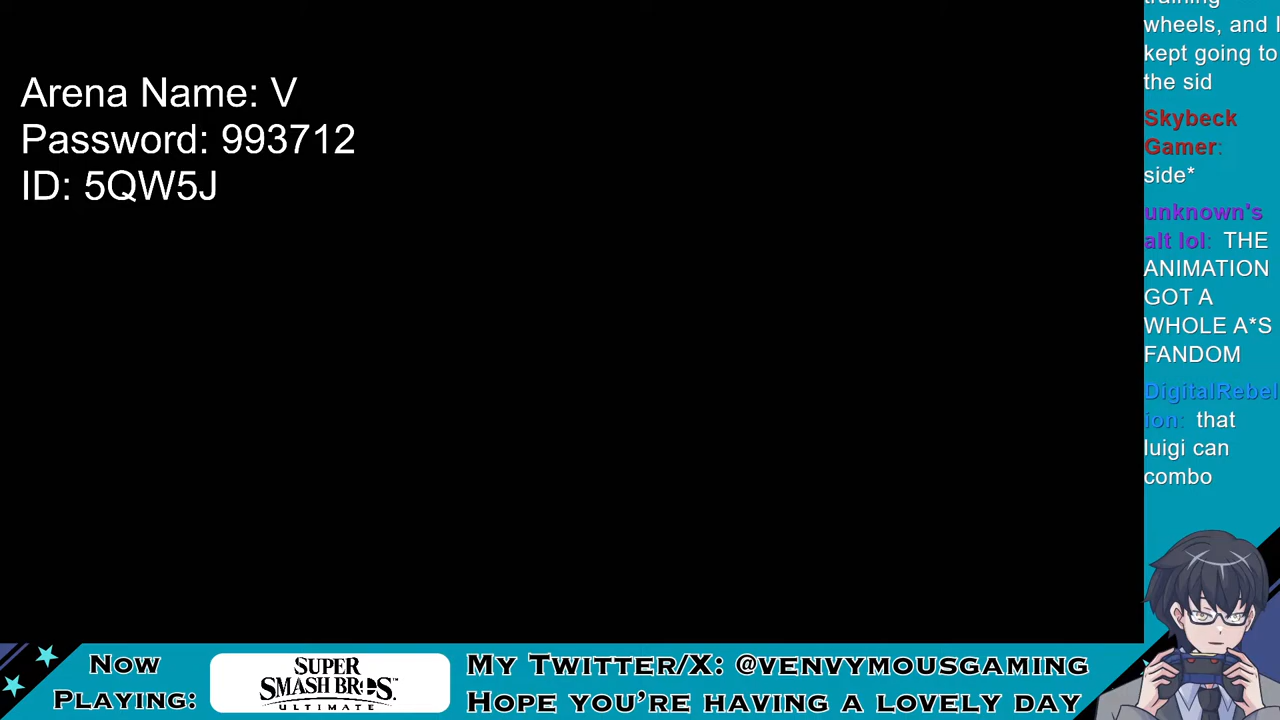 Arena Name: V
Password: 993712
ID: 5QW5J
wheels, and I
kept going to
the sid
Skybeck
Gamer:
side*
unknown's
alt lol: THE
ANIMATION
GOT A
WHOLE A*S
FANDOM
DigitalRebel
ion: that
luigi can
combo
Now
Playing:
SUPER
SMASH BROS.
ULTIMATE
My Twitter/X: @venvymousgaming
Hope you're having a lovely day